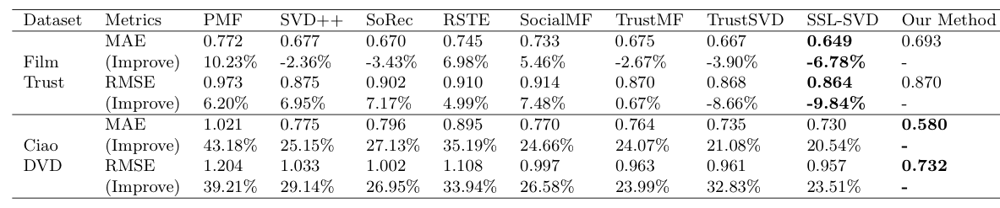 Dataset Metrics PMF SVD++ SoRec RSTE SocialMF TrustMF TrustSVD SSL-SVD Our Method
MAE 0.772 0.677 0.670 0.745 0.733 0.675 0.667 0.649 0.693
Film (Improve) 10.23% -2.36% -3.43% 6.98% 5.46% -2.67% -3.90% -6.78% -
Trust RMSE 0.973 0.875 0.902 0.910 0.914 0.870 0.868 0.864 0.870
(Improve) 6.20% 6.95% 7.17% 4.99% 7.48% 0.67% -8.66% -9.84% -
MAE 1.021 0.775 0.796 0.895 0.770 0.764 0.735 0.730 0.580
Ciao (Improve) 43.18% 25.15% 27.13% 35.19% 24.66% 24.07% 21.08% 20.54% -
DVD RMSE 1.204 1.033 1.002 1.108 0.997 0.963 0.961 0.957 0.732
(Improve) 39.21% 29.14% 26.95% 33.94% 26.58% 23.99% 32.83% 23.51% -